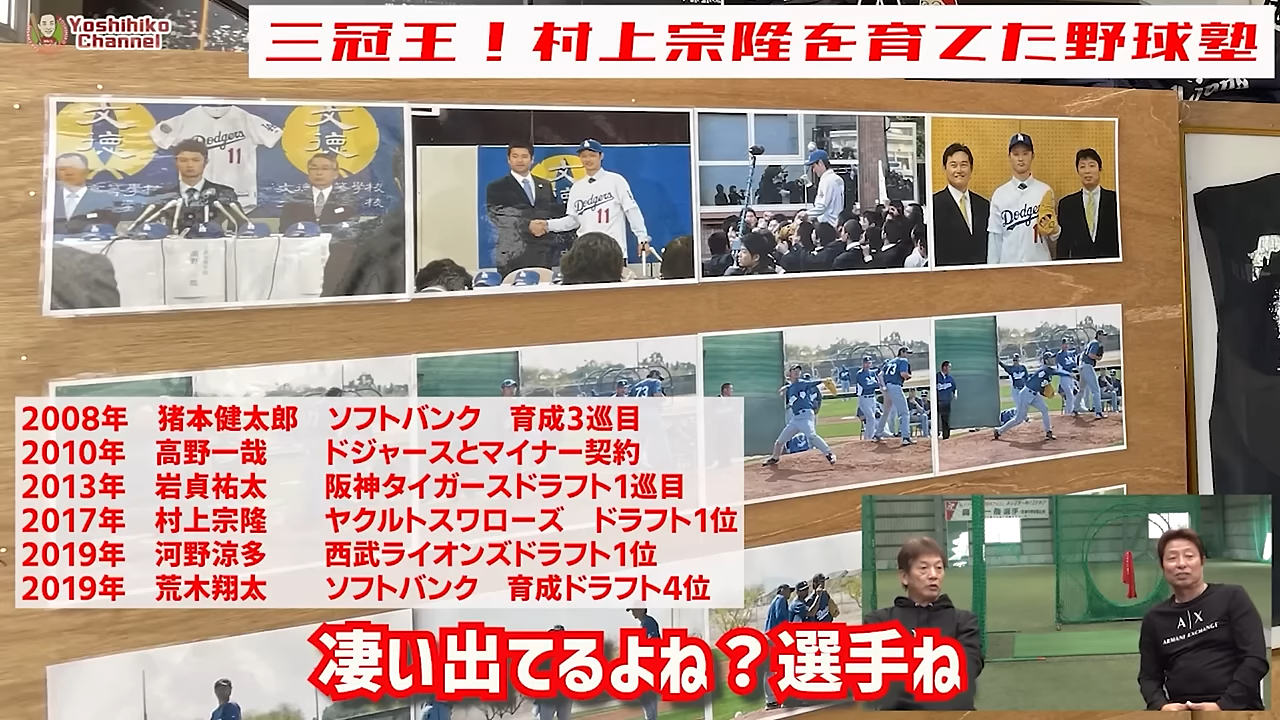 Yoshihiko
Channel
三冠王！村上宗隆を育てた野球塾
文徳
文徳
Dodgers
11
Dodgers
11
Dodgers
73
73
2008年 猪本健太郎 ソフトバンク 育成3巡目
2010年 高野一哉 ドジャースとマイナー契約
2013年 岩貞祐太 阪神タイガースドラフト1巡目
2017年 村上宗隆 ヤクルトスワローズ ドラフト1位
2019年 河野涼多 西武ライオンズドラフト1位
2019年 荒木翔太 ソフトバンク 育成ドラフト4位
A|X
ARMANI EXCHANGE
凄い出てるよね？選手ね